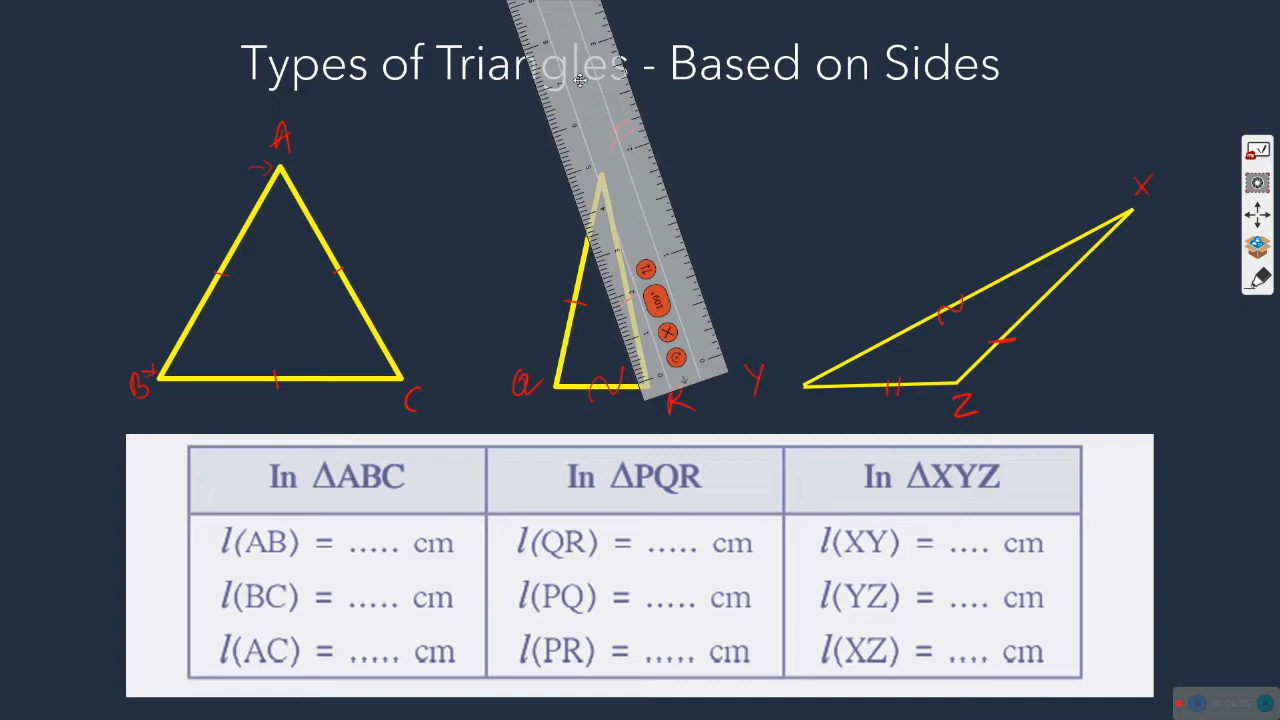 Types of Triangles - Based on Sides
A
P
X
B
C
Q
R
Y
Z
109°
In ΔABC
In ΔPQR
In ΔXYZ
l(AB) = ..... cm
l(QR) = ..... cm
l(XY) = .... cm
l(BC) = ..... cm
l(PQ) = ..... cm
l(YZ) = .... cm
l(AC) = ..... cm
l(PR) = ..... cm
l(XZ) = .... cm